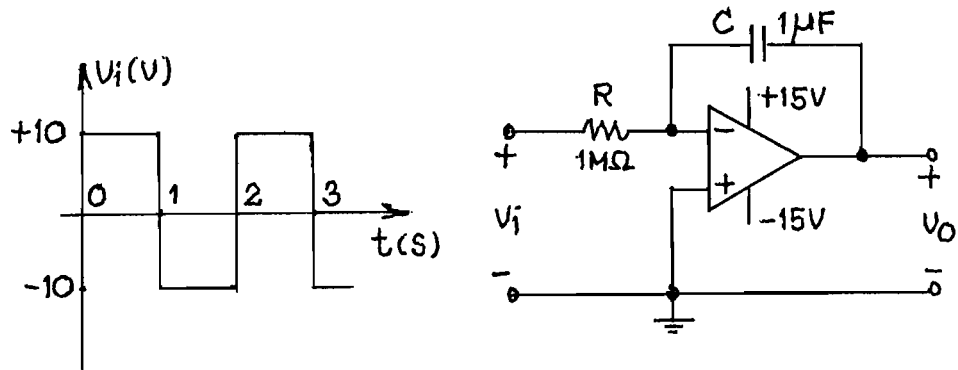 Vi(V)
+10
0 1 2 3
t(S)
-10
C 1μF
R
1MΩ
+15V
-
+
-15V
+
Vi
-
+
Vo
-